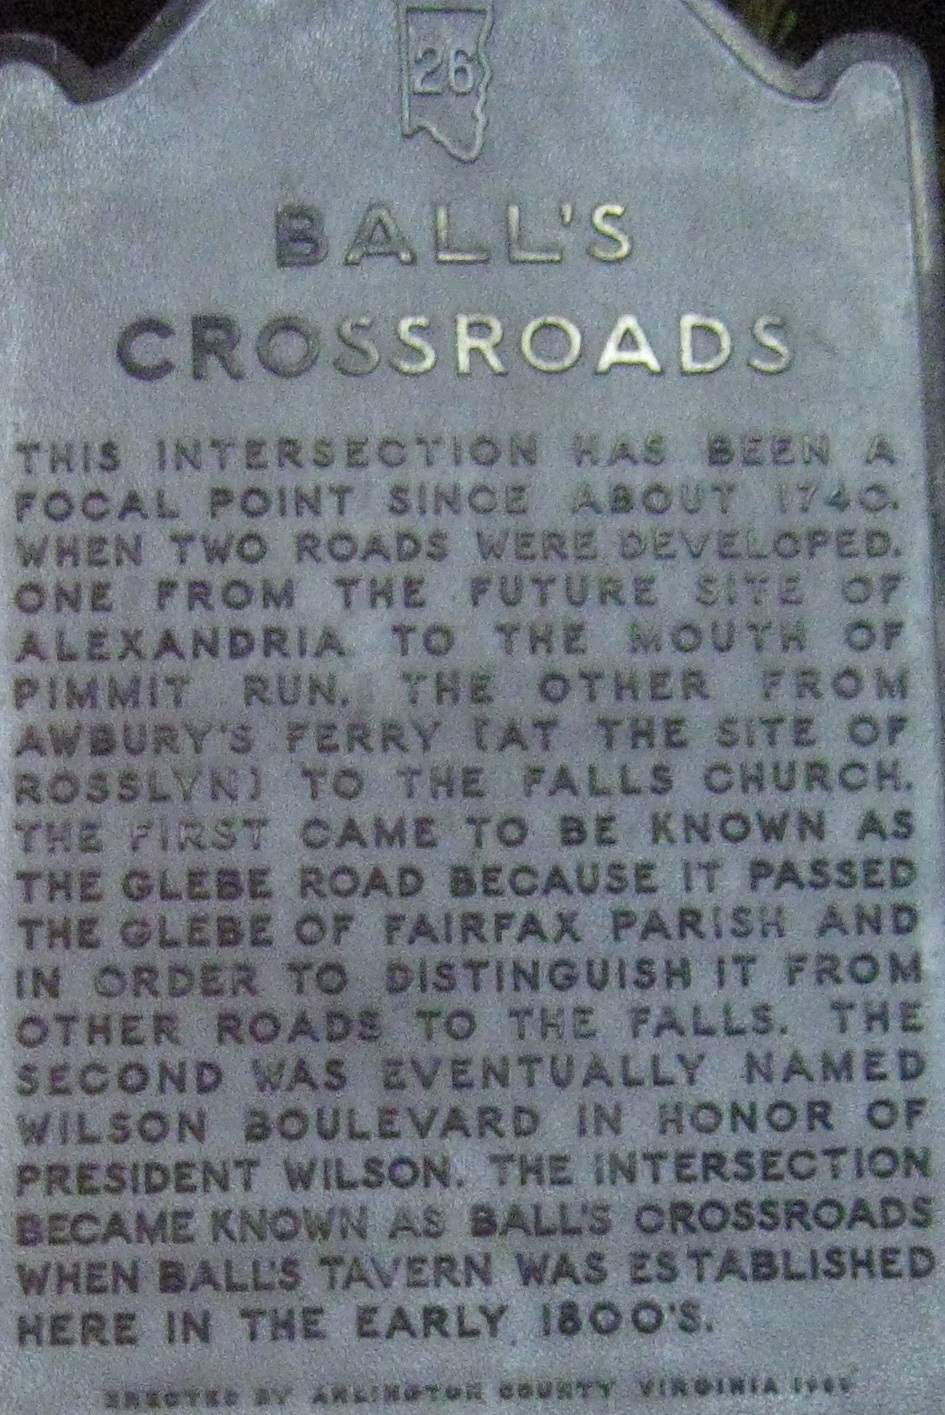 26
BALL'S
CROSSROADS
THIS INTERSECTION HAS BEEN A
FOCAL POINT SINCE ABOUT 1740.
WHEN TWO ROADS WERE DEVELOPED.
ONE FROM THE FUTURE SITE OF
ALEXANDRIA TO THE MOUTH OF
PIMMIT RUN, THE OTHER FROM
AWBURY'S FERRY (AT THE SITE OF
ROSSLYN) TO THE FALLS CHURCH.
THE FIRST CAME TO BE KNOWN AS
THE GLEBE ROAD BECAUSE IT PASSED
THE GLEBE OF FAIRFAX PARISH AND
IN ORDER TO DISTINGUISH IT FROM
OTHER ROADS TO THE FALLS. THE
SECOND WAS EVENTUALLY NAMED
WILSON BOULEVARD IN HONOR OF
PRESIDENT WILSON. THE INTERSECTION
BECAME KNOWN AS BALL'S CROSSROADS
WHEN BALL'S TAVERN WAS ESTABLISHED
HERE IN THE EARLY 1800'S.
ERECTED BY ARLINGTON COUNTY VIRGINIA